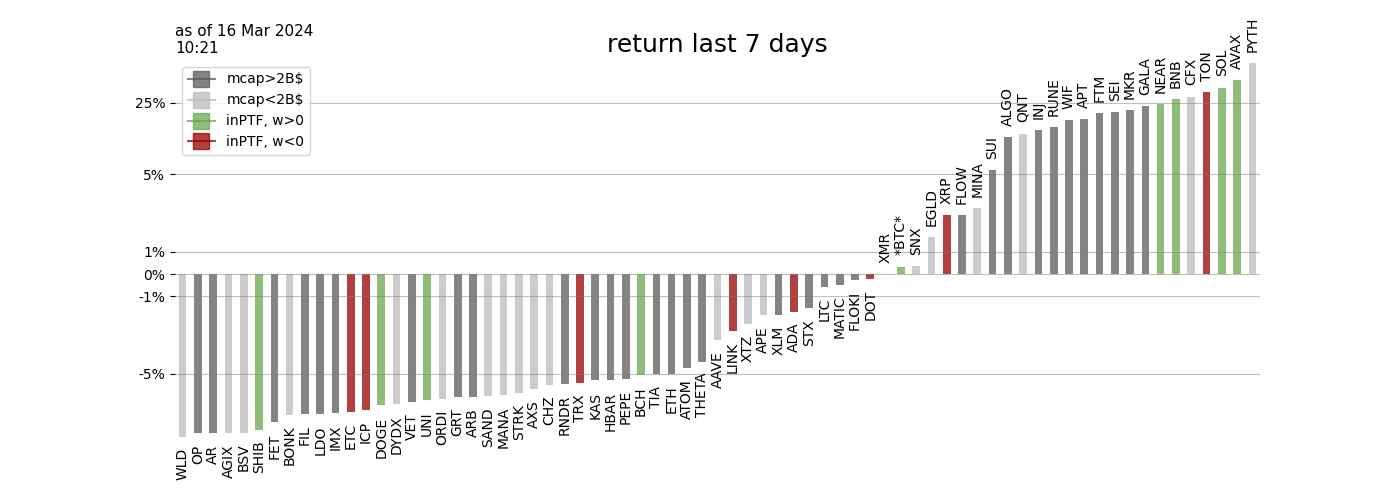 as of 16 Mar 2024
10:21
return last 7 days
mcap>2B$
mcap<2B$
inPTF, w>0
inPTF, w<0
25%
5%
1%
0%
-1%
-5%
WLD
OP
AR
AGIX
BSV
SHIB
FET
BONK
FIL
LDO
IMX
ETC
ICP
DOGE
DYDX
VET
UNI
ORDI
GRT
ARB
SAND
MANA
STRK
AXS
CHZ
RNDR
TRX
KAS
HBAR
PEPE
BCH
TIA
ETH
ATOM
THETA
AAVE
LINK
XTZ
APE
XLM
ADA
STX
LTC
MATIC
FLOKI
DOT
XMR
*BTC*
SNX
EGLD
XRP
FLOW
MINA
SUI
ALGO
QNT
INJ
RUNE
WIF
APT
FTM
SEI
MKR
GALA
NEAR
BNB
CFX
TON
SOL
AVAX
PYTH